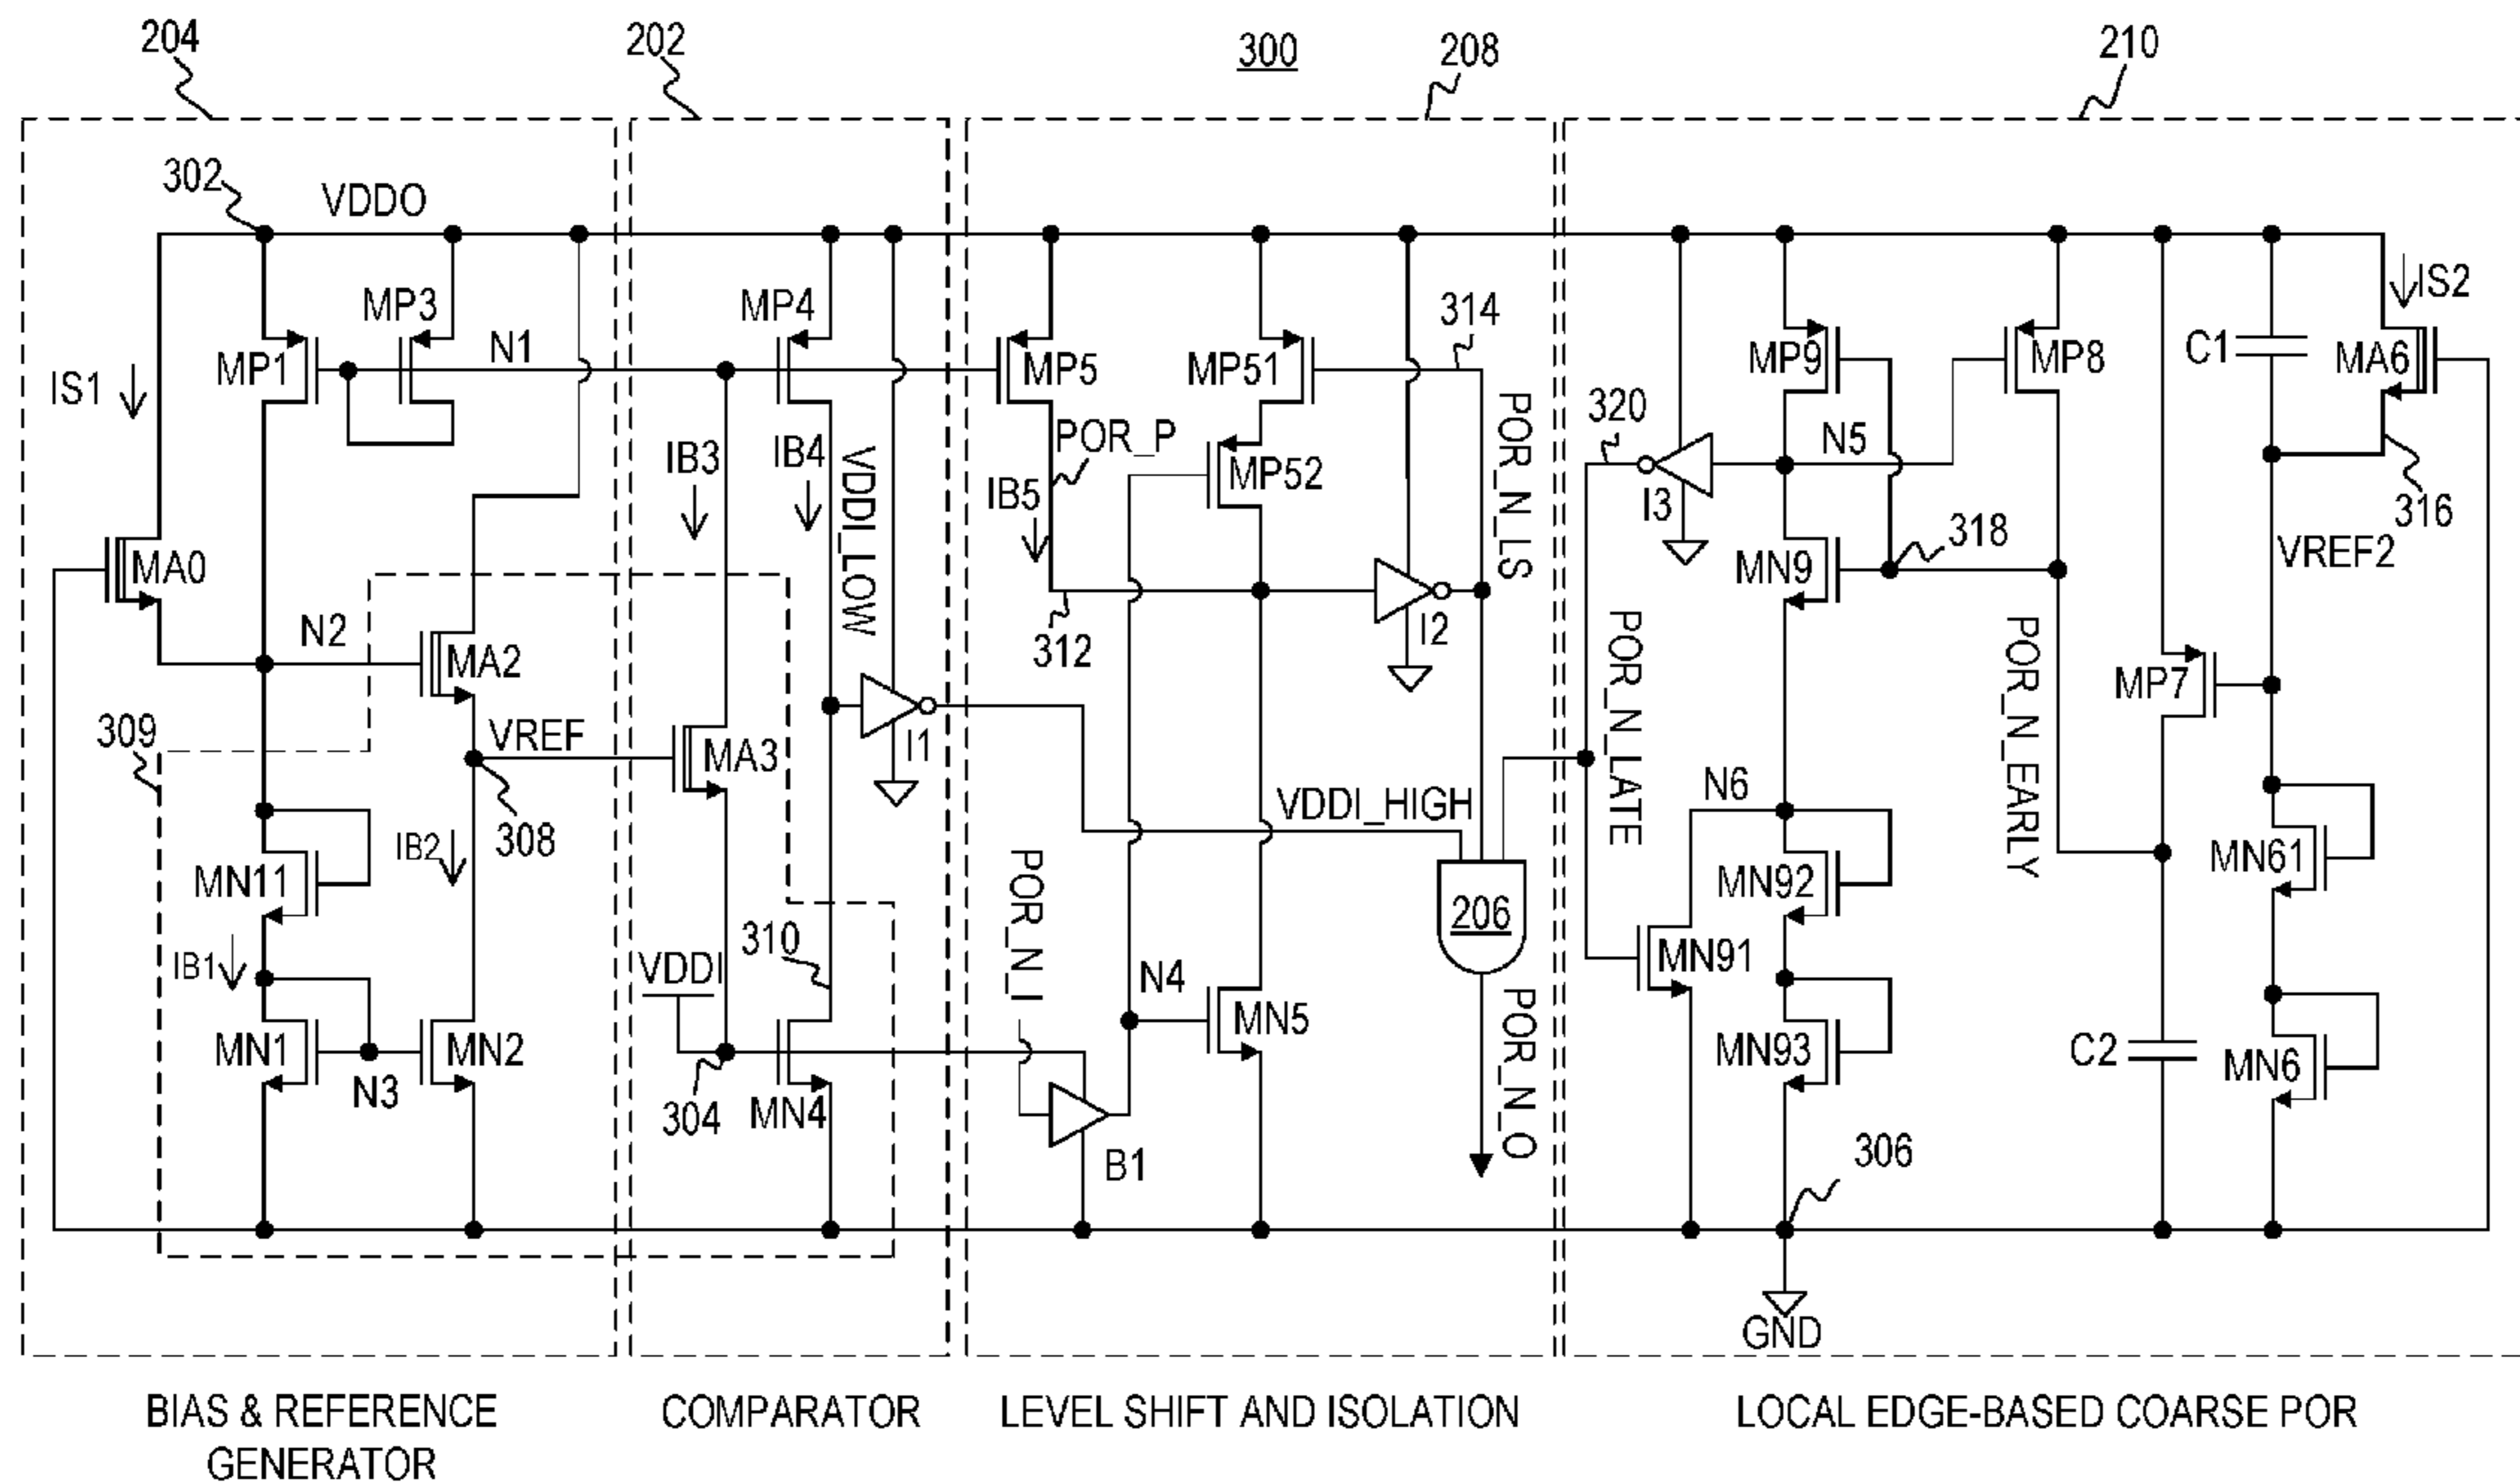 204
202
300
208
210
302
VDDO
MP3
N1
MP1
IS1
MP4
MP5
MP51
314
MP9
MP8
C1
MA6
IS2
320
N5
I3
IB3
IB4
VDDI_LOW
POR_P
IB5
MP52
POR_N_LS
316
318
VREF2
MA0
MN9
N2
MA2
312
I2
POR_N_LATE
POR_N_EARLY
MP7
309
VREF
MA3
I1
308
IB2
VDDI_HIGH
N6
MN11
MN92
MN61
206
POR_N_I
310
IB1
VDDI
N4
MN91
MN1
MN2
N3
304
MN4
MN5
POR_N_O
MN93
C2
MN6
B1
306
GND
BIAS & REFERENCE
GENERATOR
COMPARATOR
LEVEL SHIFT AND ISOLATION
LOCAL EDGE-BASED COARSE POR